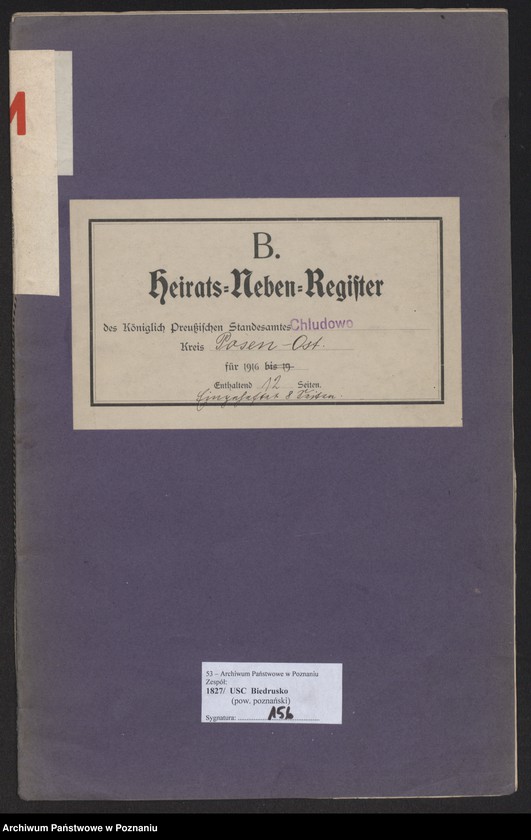 M
B.
Heirats-Neben-Register
des Königlich Preußischen Standesamtes Chludowo
Kreis Posen-Ost.
für 1916 bis 19
Enthaltend 12 Seiten.
Eingeheftet 8 Seiten.
53 – Archiwum Państwowe w Poznaniu
Zespół:
1827/ USC Biedrusko
(pow. poznański)
Sygnatura: 156
Archiwum Państwowe w Poznaniu